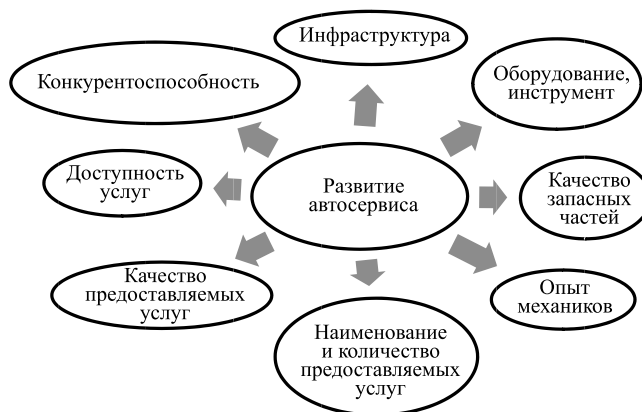 Инфраструктура
Конкурентоспособность
Оборудование,
инструмент
Доступность
услуг
Развитие
автосервиса
Качество
запасных
частей
Качество
предоставляемых
услуг
Опыт
механиков
Наименование
и количество
предоставляемых
услуг